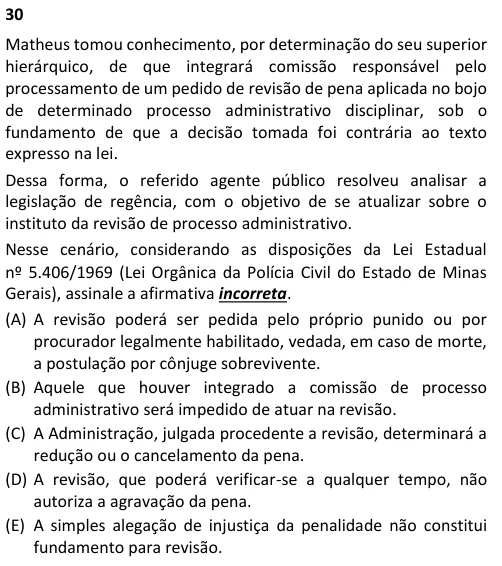 30
Matheus tomou conhecimento, por determinação do seu superior
hierárquico, de que integrará comissão responsável pelo
processamento de um pedido de revisão de pena aplicada no bojo
de determinado processo administrativo disciplinar, sob o
fundamento de que a decisão tomada foi contrária ao texto
expresso na lei.
Dessa forma, o referido agente público resolveu analisar a
legislação de regência, com o objetivo de se atualizar sobre o
instituto da revisão de processo administrativo.
Nesse cenário, considerando as disposições da Lei Estadual
nº 5.406/1969 (Lei Orgânica da Polícia Civil do Estado de Minas
Gerais), assinale a afirmativa incorreta.
(A) A revisão poderá ser pedida pelo próprio punido ou por
procurador legalmente habilitado, vedada, em caso de morte,
a postulação por cônjuge sobrevivente.
(B) Aquele que houver integrado a comissão de processo
administrativo será impedido de atuar na revisão.
(C) A Administração, julgada procedente a revisão, determinará a
redução ou o cancelamento da pena.
(D) A revisão, que poderá verificar-se a qualquer tempo, não
autoriza a agravação da pena.
(E) A simples alegação de injustiça da penalidade não constitui
fundamento para revisão.